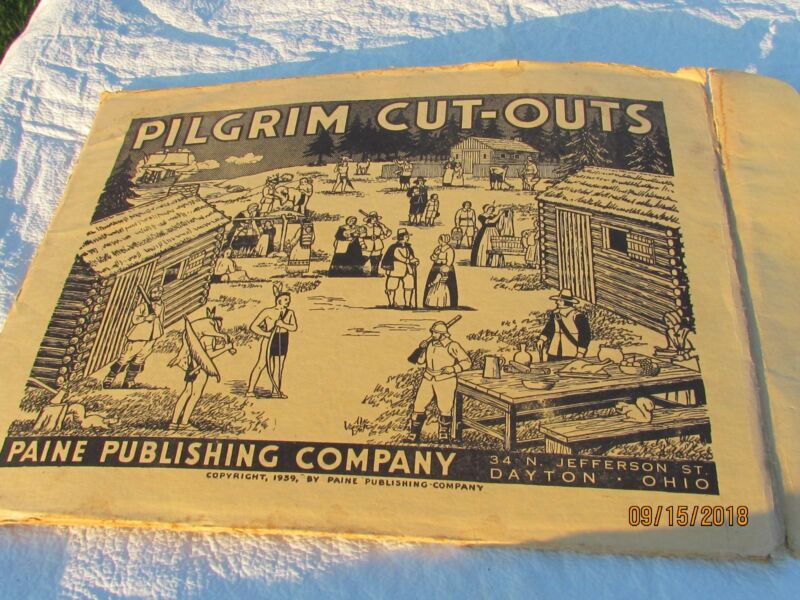 PILGRIM CUT-OUTS
PAINE PUBLISHING COMPANY
34 N. JEFFERSON ST.
DAYTON · OHIO
COPYRIGHT, 1939, BY PAINE PUBLISHING COMPANY
09/15/2018